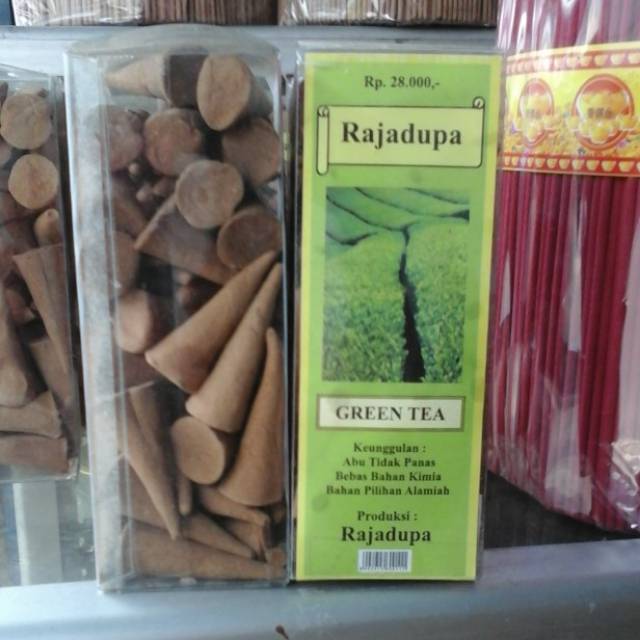 Rp. 28.000,-
Rajadupa
GREEN TEA
Keunggulan :
Abu Tidak Panas
Bebas Bahan Kimia
Bahan Pilihan Alamiah
Produksi :
Rajadupa